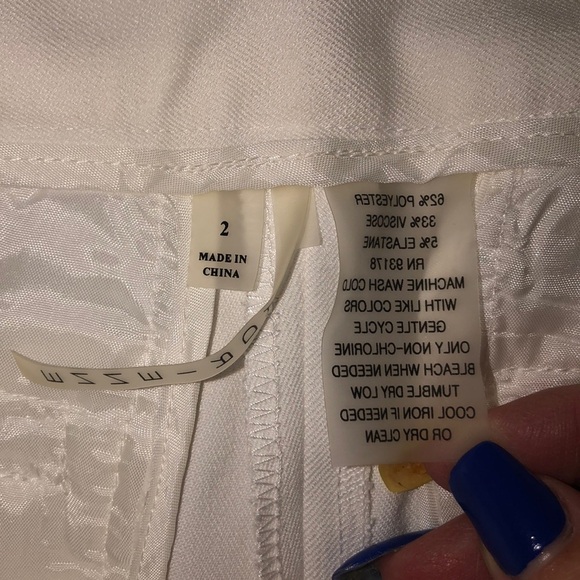 2
MADE IN
CHINA
62% POLYESTER
33% VISCOSE
5% ELASTANE
RN 93178
MACHINE WASH COLD
WITH LIKE COLORS
GENTLE CYCLE
ONLY NON-CHLORINE
BLEACH WHEN NEEDED
TUMBLE DRY LOW
COOL IRON IF NEEDED
OR DRY CLEAN